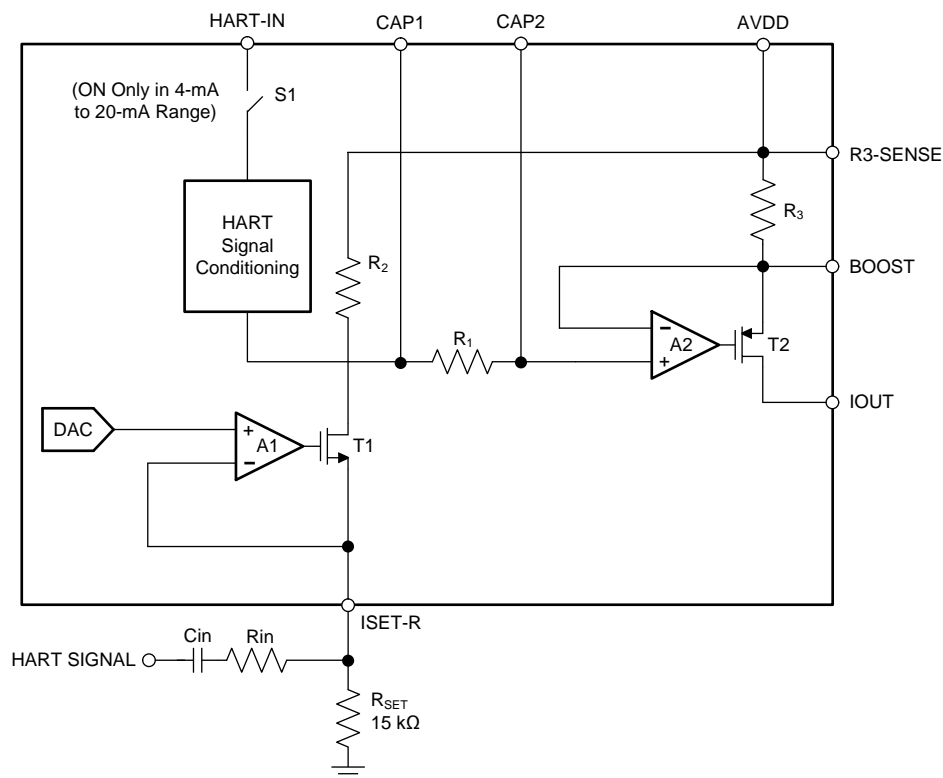 HART-IN
CAP1
CAP2
AVDD
(ON Only in 4-mA
to 20-mA Range)
S1
R3-SENSE
HART
Signal
Conditioning
R2
R3
BOOST
R1
A2
T2
IOUT
DAC
A1
T1
ISET-R
HART SIGNAL
Cin
Rin
RSET
15 kΩ